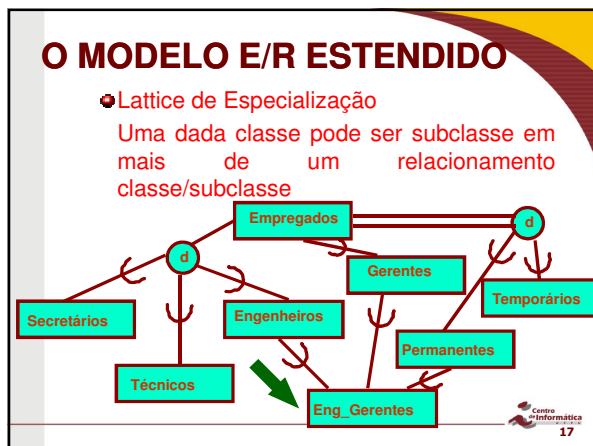 O MODELO E/R ESTENDIDO
Lattice de Especialização
Uma dada classe pode ser subclasse em
mais de um relacionamento
classe/subclasse
Empregados
d
d
Gerentes
Temporários
Secretários
Engenheiros
Permanentes
Técnicos
Eng_Gerentes
Centro
de Informática
U F P E
17